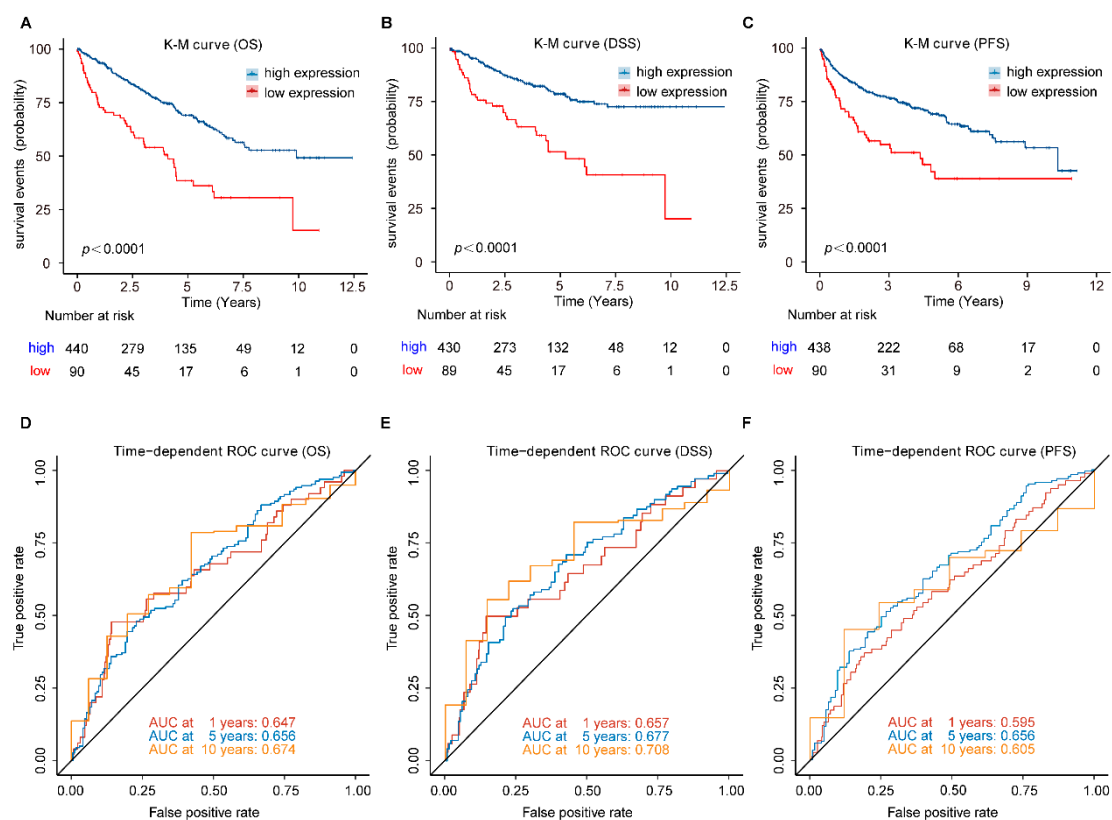 A
K-M curve (OS)
survival events (probability)
100
75
50
25
0
high expression
low expression
p<0.0001
0 2.5 5 7.5 10 12.5
Time (Years)
Number at risk
high 440 279 135 49 12 0
low 90 45 17 6 1 0
B
K-M curve (DSS)
survival events (probability)
100
75
50
25
0
high expression
low expression
p<0.0001
0 2.5 5 7.5 10 12.5
Time (Years)
Number at risk
high 430 273 132 48 12 0
low 89 45 17 6 1 0
C
K-M curve (PFS)
survival events (probability)
100
75
50
25
0
high expression
low expression
p<0.0001
0 3 6 9 12
Time (Years)
Number at risk
high 438 222 68 17 0
low 90 31 9 2 0
D
Time-dependent ROC curve (OS)
True positive rate
1.00
0.75
0.50
0.25
0.00
AUC at 1 years: 0.647
AUC at 5 years: 0.656
AUC at 10 years: 0.674
0.00 0.25 0.50 0.75 1.00
False positive rate
E
Time-dependent ROC curve (DSS)
True positive rate
1.00
0.75
0.50
0.25
0.00
AUC at 1 years: 0.657
AUC at 5 years: 0.677
AUC at 10 years: 0.708
0.00 0.25 0.50 0.75 1.00
False positive rate
F
Time-dependent ROC curve (PFS)
True positive rate
1.00
0.75
0.50
0.25
0.00
AUC at 1 years: 0.595
AUC at 5 years: 0.656
AUC at 10 years: 0.605
0.00 0.25 0.50 0.75 1.00
False positive rate